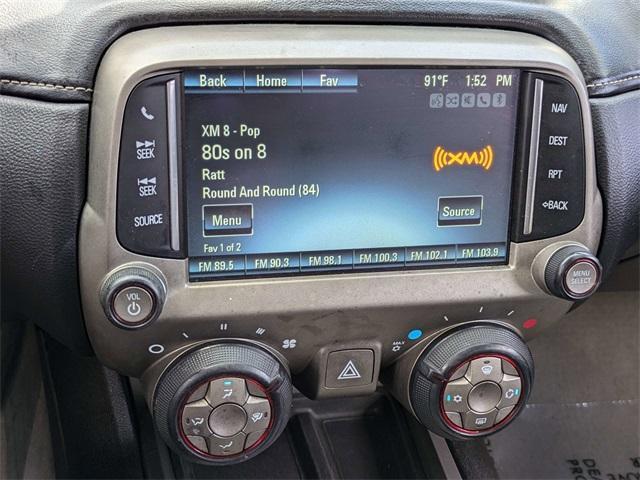 Back Home Fav 91°F 1:52 PM
XM 8 - Pop
80s on 8
Ratt
Round And Round (84)
((XM))
Menu Source
Fav 1 of 2
FM 89.5 FM 90.3 FM 98.1 FM 100.3 FM 102.1 FM 103.9
SEEK
SEEK
SOURCE
NAV
DEST
RPT
BACK
VOL
MENU
SELECT
MAX